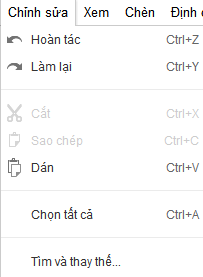 Chỉnh sửa Xem Chèn Định
Hoàn tác Ctrl+Z
Làm lại Ctrl+Y
Cắt Ctrl+X
Sao chép Ctrl+C
Dán Ctrl+V
Chọn tất cả Ctrl+A
Tìm và thay thế...